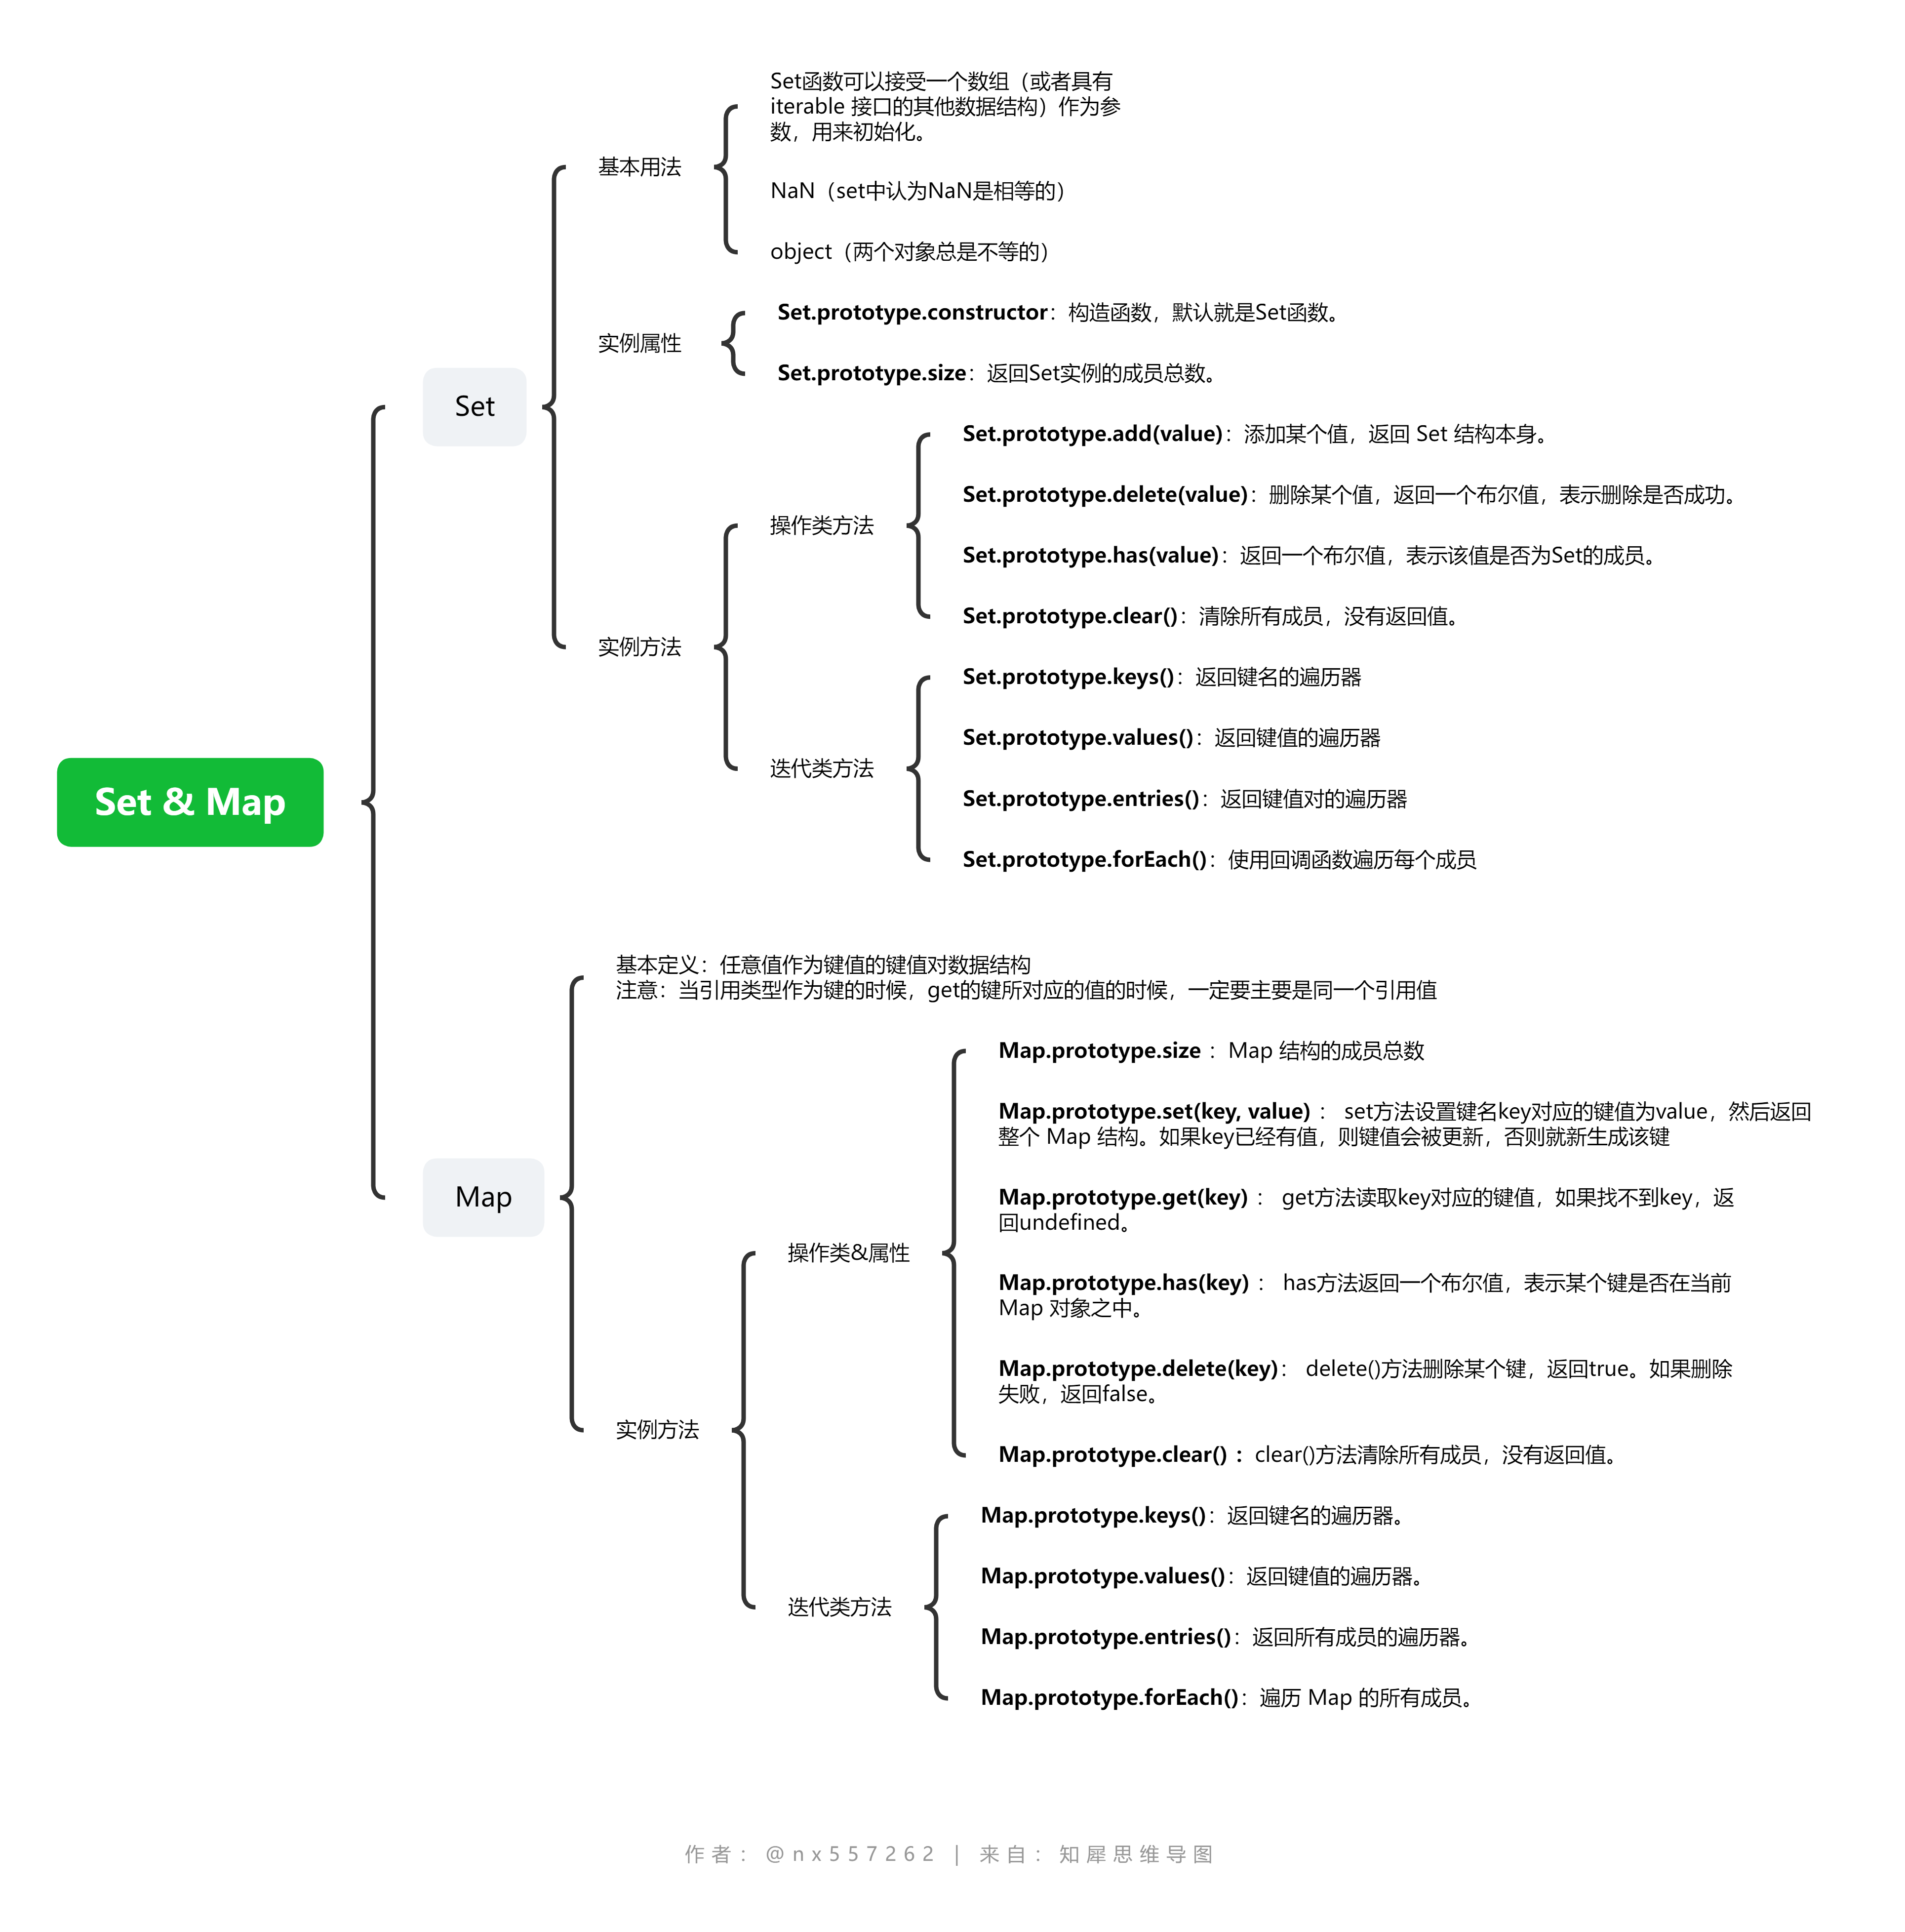 Set & Map
Set
基本用法
Set函数可以接受一个数组（或者具有
iterable 接口的其他数据结构）作为参
数，用来初始化。
NaN（set中认为NaN是相等的）
object（两个对象总是不等的）
实例属性
Set.prototype.constructor：构造函数，默认就是Set函数。
Set.prototype.size：返回Set实例的成员总数。
实例方法
操作类方法
Set.prototype.add(value)：添加某个值，返回 Set 结构本身。
Set.prototype.delete(value)：删除某个值，返回一个布尔值，表示删除是否成功。
Set.prototype.has(value)：返回一个布尔值，表示该值是否为Set的成员。
Set.prototype.clear()：清除所有成员，没有返回值。
迭代类方法
Set.prototype.keys()：返回键名的遍历器
Set.prototype.values()：返回键值的遍历器
Set.prototype.entries()：返回键值对的遍历器
Set.prototype.forEach()：使用回调函数遍历每个成员
Map
基本定义：任意值作为键值的键值对数据结构
注意：当引用类型作为键的时候，get的键所对应的值的时候，一定要主要是同一个引用值
实例方法
操作类&属性
Map.prototype.size ：Map 结构的成员总数
Map.prototype.set(key, value) ： set方法设置键名key对应的键值为value，然后返回
整个 Map 结构。如果key已经有值，则键值会被更新，否则就新生成该键
Map.prototype.get(key) ： get方法读取key对应的键值，如果找不到key，返
回undefined。
Map.prototype.has(key) ： has方法返回一个布尔值，表示某个键是否在当前
Map 对象之中。
Map.prototype.delete(key)： delete()方法删除某个键，返回true。如果删除
失败，返回false。
Map.prototype.clear() ：clear()方法清除所有成员，没有返回值。
迭代类方法
Map.prototype.keys()：返回键名的遍历器。
Map.prototype.values()：返回键值的遍历器。
Map.prototype.entries()：返回所有成员的遍历器。
Map.prototype.forEach()：遍历 Map 的所有成员。
作者：@nx557262 | 来自：知犀思维导图